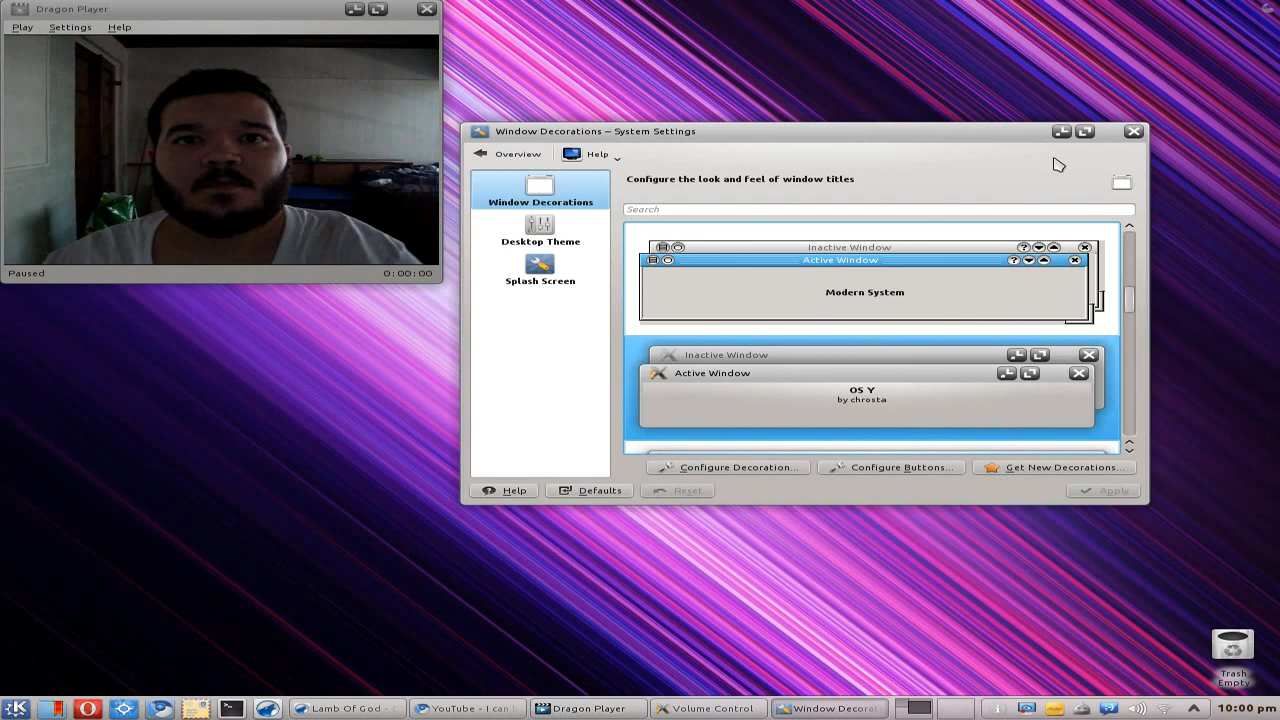 Dragon Player
Play Settings Help
Paused 0:00:00
Window Decorations – System Settings
Overview Help
Window Decorations
Desktop Theme
Splash Screen
Configure the look and feel of window titles
Search
Inactive Window
Active Window
Modern System
Inactive Window
Active Window
OS Y
by chrosta
Configure Decoration... Configure Buttons... Get New Decorations...
Help Defaults Reset Apply
Trash
Empty
Lamb Of God - YouTube - I can Dragon Player Volume Control Window Decorat 10:00 pm